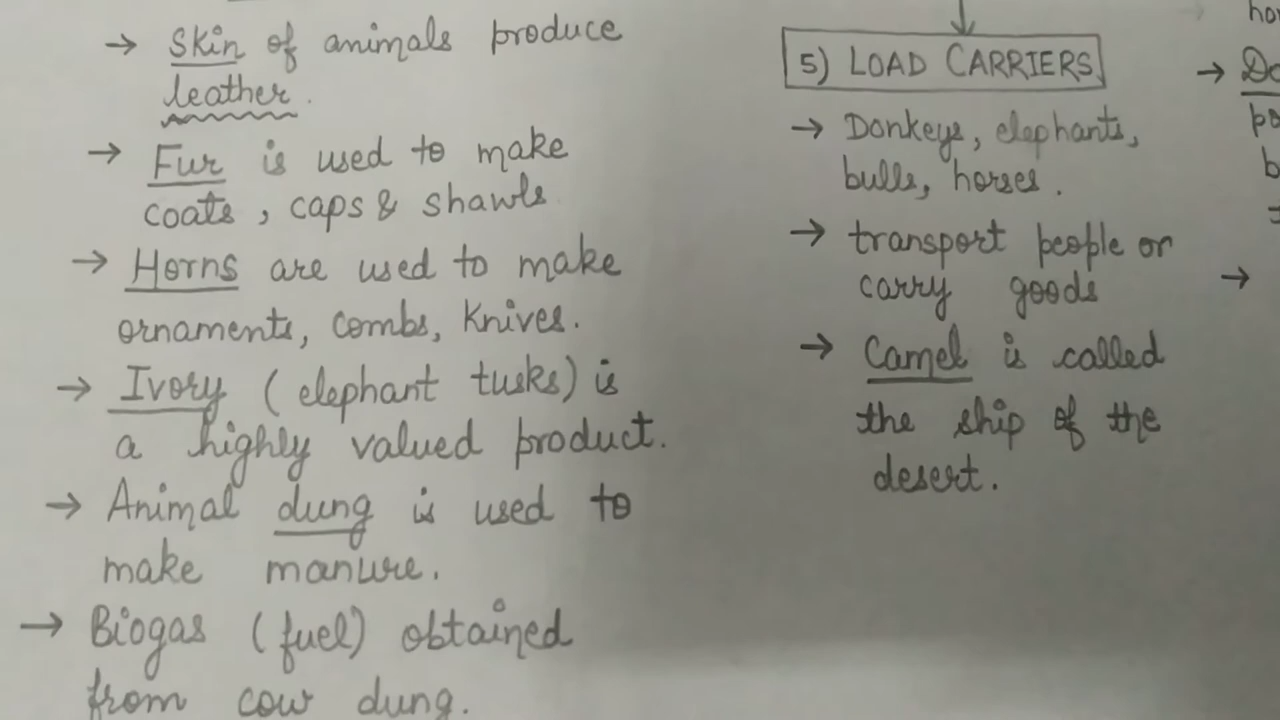 → Skin of animals produce
leather.
→ Fur is used to make
coats, caps & shawls
→ Horns are used to make
ornaments, combs, Knives.
→ Ivory (elephant tusks) is
a highly valued product.
→ Animal dung is used to
make manure.
→ Biogas (fuel) obtained
from cow dung.
5) LOAD CARRIERS
→ Donkeys, elephants,
bulls, horses.
→ transport people or
carry goods
→ Camel is called
the ship of the
desert.